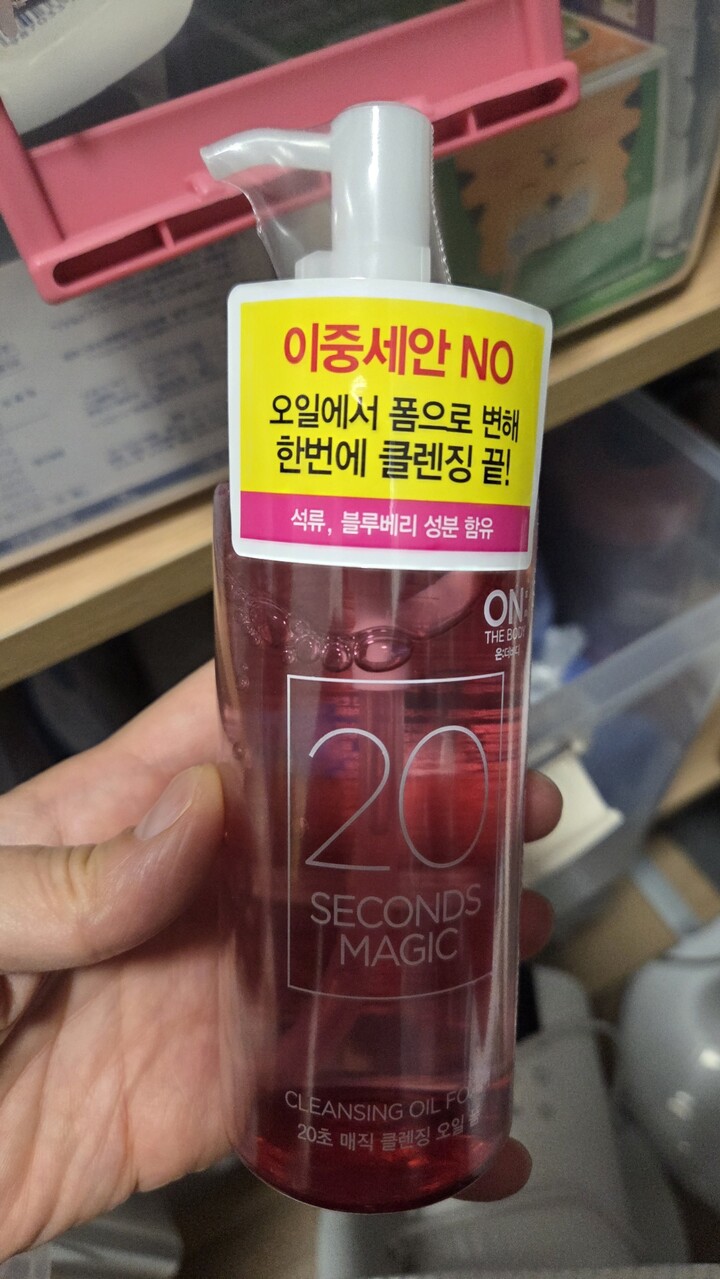 이중세안 NO
오일에서 폼으로 변해
한번에 클렌징 끝!
석류, 블루베리 성분 함유
ON:
THE BODY
온더바디
20
SECONDS
MAGIC
CLEANSING OIL
20초 매직 클렌징 오일